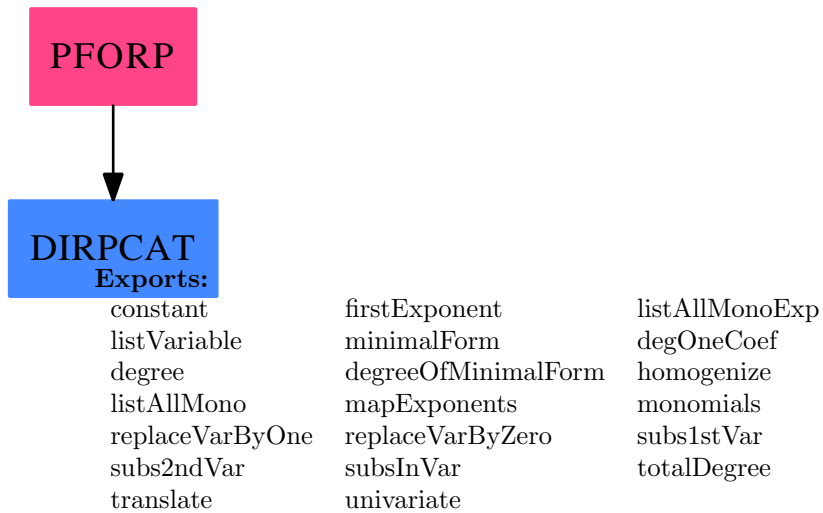 PFORP
DIRPCAT
Exports:
constant firstExponent listAllMonoExp
listVariable minimalForm degOneCoef
degree degreeOfMinimalForm homogenize
listAllMono mapExponents monomials
replaceVarByOne replaceVarByZero subs1stVar
subs2ndVar subsInVar totalDegree
translate univariate